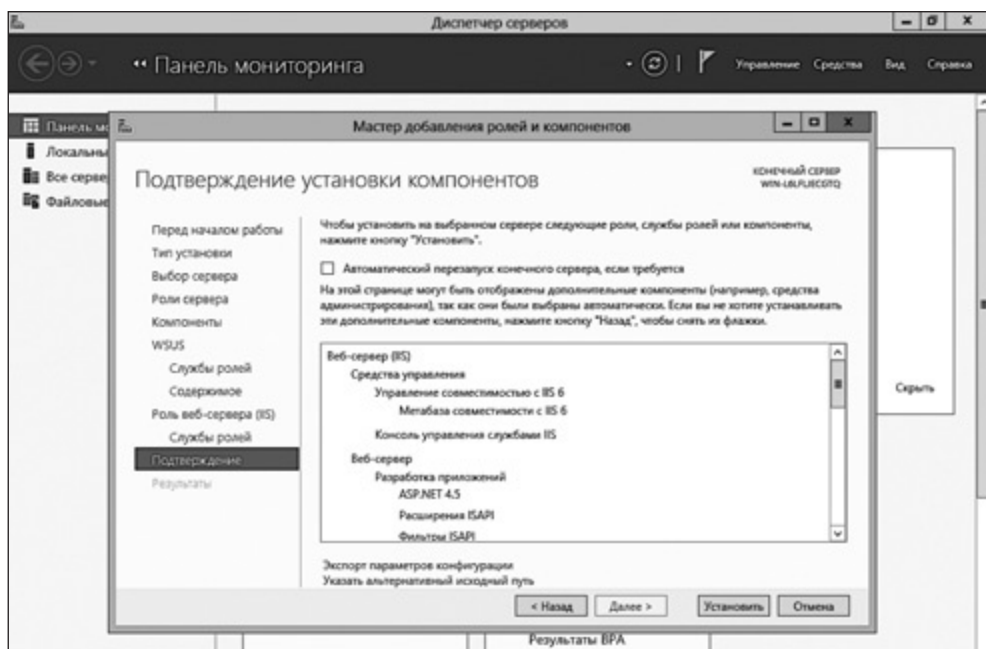 Диспетчер серверов
Панель мониторинга
Управление Средства Вид Справка
Панель мо
Локальны
Все серве
Файловые
Мастер добавления ролей и компонентов
Подтверждение установки компонентов
КОНЕЧНЫЙ СЕРВЕР
Перед началом работы
Тип установки
Выбор сервера
Роли сервера
Компоненты
WSUS
Службы ролей
Содержимое
Роль веб-сервера (IIS)
Службы ролей
Подтверждение
Результаты
Чтобы установить на выбранном сервере следующие роли, службы ролей или компоненты,
нажмите кнопку "Установить".
Автоматический перезапуск конечного сервера, если требуется
На этой странице могут быть отображены дополнительные компоненты (например, средства
администрирования), так как они были выбраны автоматически. Если вы не хотите устанавливать
эти дополнительные компоненты, нажмите кнопку "Назад", чтобы снять их флажки.
Веб-сервер (IIS)
Средства управления
Управление совместимостью с IIS 6
Метабаза совместимости с IIS 6
Консоль управления службами IIS
Веб-сервер
Разработка приложений
ASP.NET 4.5
Расширения ISAPI
Фильтры ISAPI
Экспорт параметров конфигурации
Указать альтернативный исходный путь
< Назад Далее > Установить Отмена
Скрыть
Результаты BPA